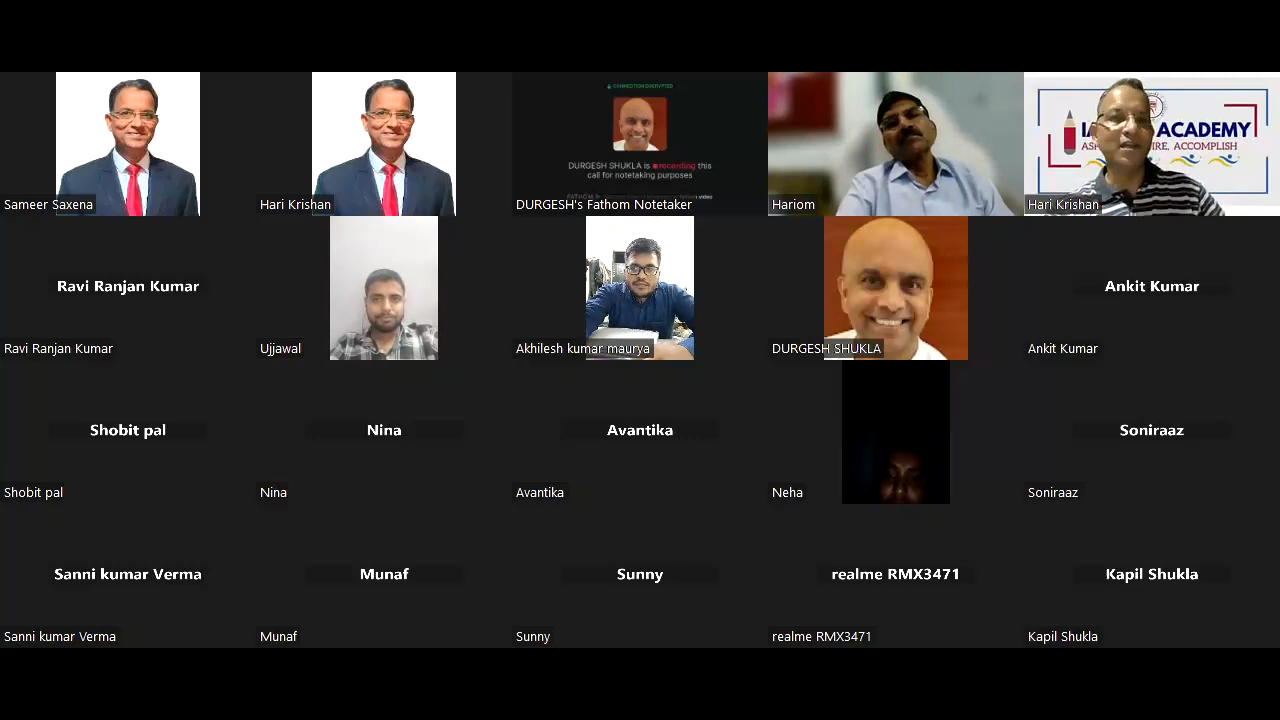 CONNECTION ENCRYPTED
DURGESH SHUKLA is recording this
call for notetaking purposes
ACADEMY
IRE, ACCOMPLISH
Sameer Saxena
Hari Krishan
DURGESH's Fathom Notetaker
Hariom
Hari Krishan
Ravi Ranjan Kumar
Ankit Kumar
Ravi Ranjan Kumar
Ujjawal
Akhilesh kumar maurya
DURGESH SHUKLA
Ankit Kumar
Shobit pal
Nina
Avantika
Soniraaz
Shobit pal
Nina
Avantika
Neha
Soniraaz
Sanni kumar Verma
Munaf
Sunny
realme RMX3471
Kapil Shukla
Sanni kumar Verma
Munaf
Sunny
realme RMX3471
Kapil Shukla